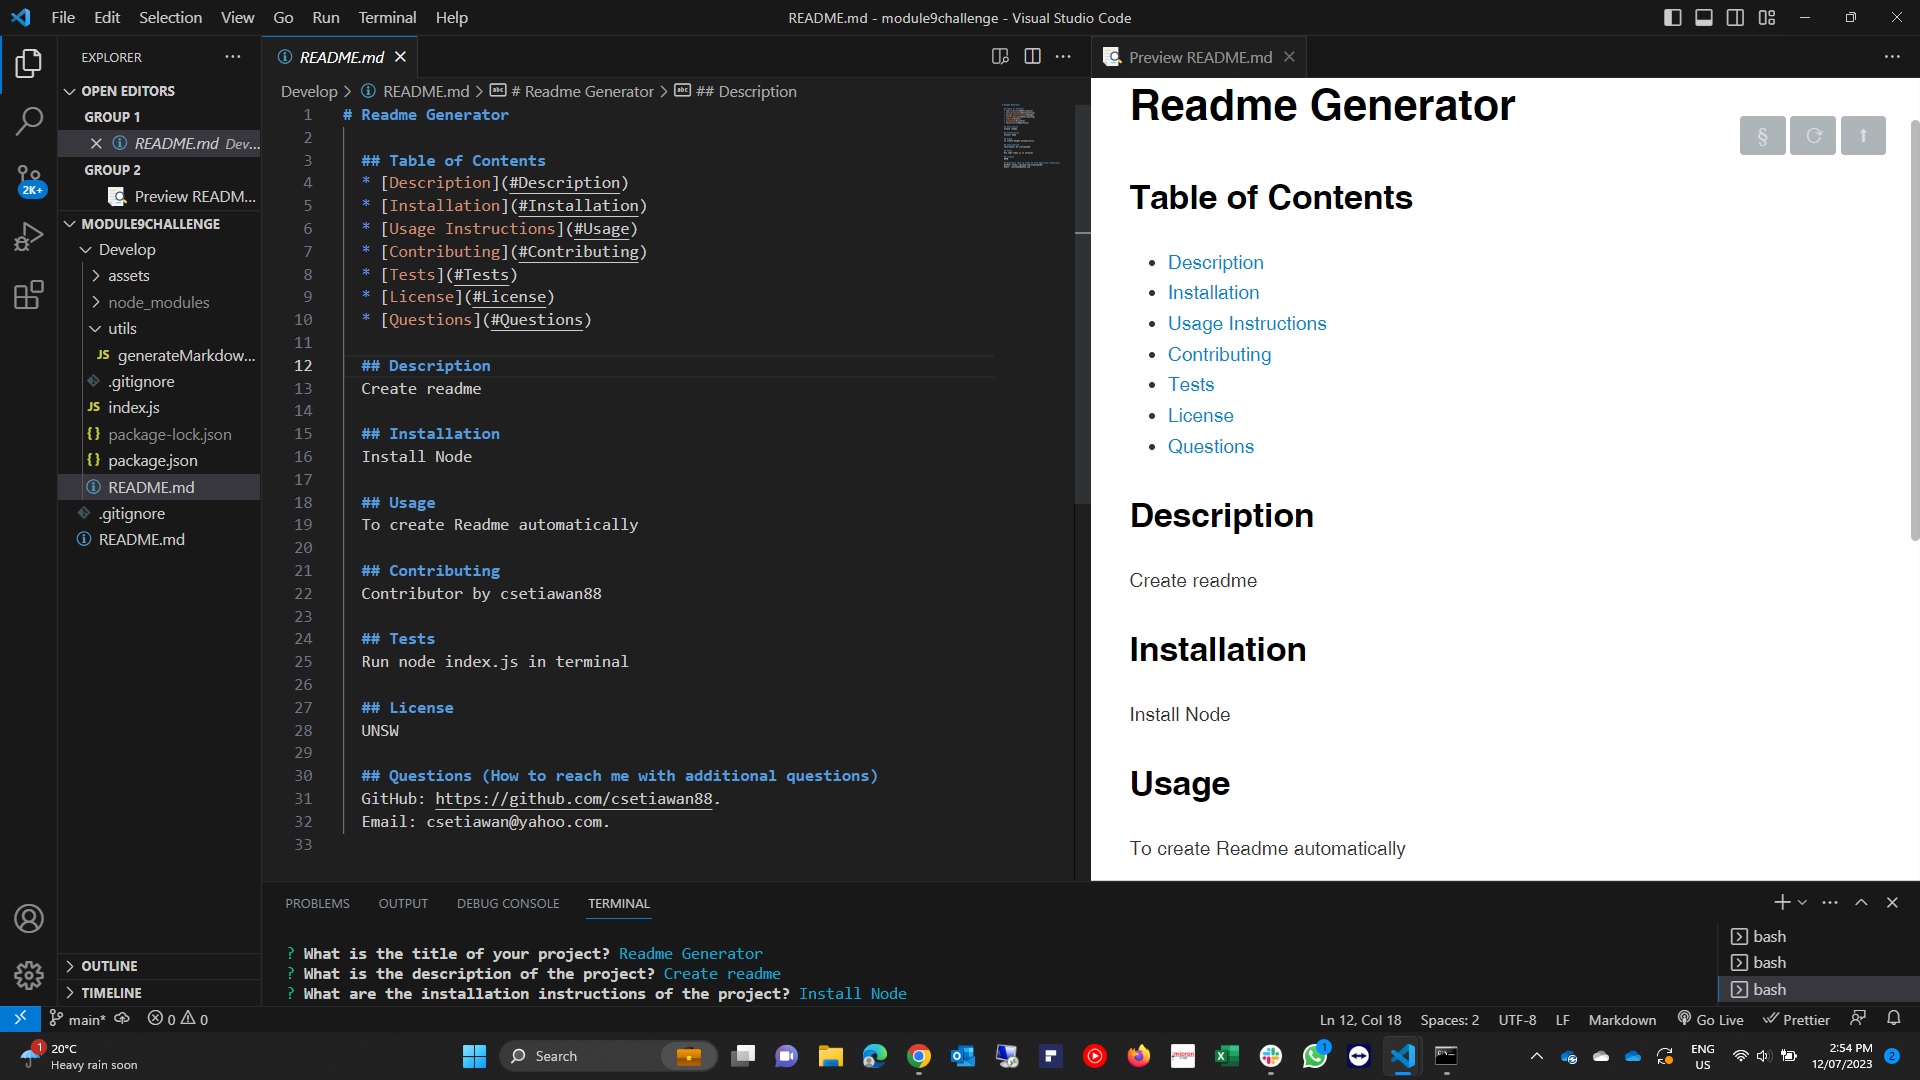 File Edit Selection View Go Run Terminal Help
README.md - module9challenge - Visual Studio Code
EXPLORER
OPEN EDITORS
GROUP 1
README.md Dev...
GROUP 2
Preview READM...
MODULE9CHALLENGE
Develop
assets
node_modules
utils
JS generateMarkdow...
.gitignore
JS index.js
{} package-lock.json
{} package.json
README.md
.gitignore
README.md
OUTLINE
TIMELINE
2K+
README.md
Develop > README.md > # Readme Generator > ## Description
1 # Readme Generator
2
3 ## Table of Contents
4 * [Description](#Description)
5 * [Installation](#Installation)
6 * [Usage Instructions](#Usage)
7 * [Contributing](#Contributing)
8 * [Tests](#Tests)
9 * [License](#License)
10 * [Questions](#Questions)
11
12 ## Description
13 Create readme
14
15 ## Installation
16 Install Node
17
18 ## Usage
19 To create Readme automatically
20
21 ## Contributing
22 Contributor by csetiawan88
23
24 ## Tests
25 Run node index.js in terminal
26
27 ## License
28 UNSW
29
30 ## Questions (How to reach me with additional questions)
31 GitHub: https://github.com/csetiawan88.
32 Email: csetiawan@yahoo.com.
33
Preview README.md
Readme Generator
§
Table of Contents
• Description
• Installation
• Usage Instructions
• Contributing
• Tests
• License
• Questions
Description
Create readme
Installation
Install Node
Usage
To create Readme automatically
PROBLEMS OUTPUT DEBUG CONSOLE TERMINAL
? What is the title of your project? Readme Generator
? What is the description of the project? Create readme
? What are the installation instructions of the project? Install Node
bash
bash
bash
main* 0 0
Ln 12, Col 18 Spaces: 2 UTF-8 LF Markdown Go Live Prettier
1 20°C
Heavy rain soon
Search
1
ENG
US
2:54 PM
12/07/2023
2